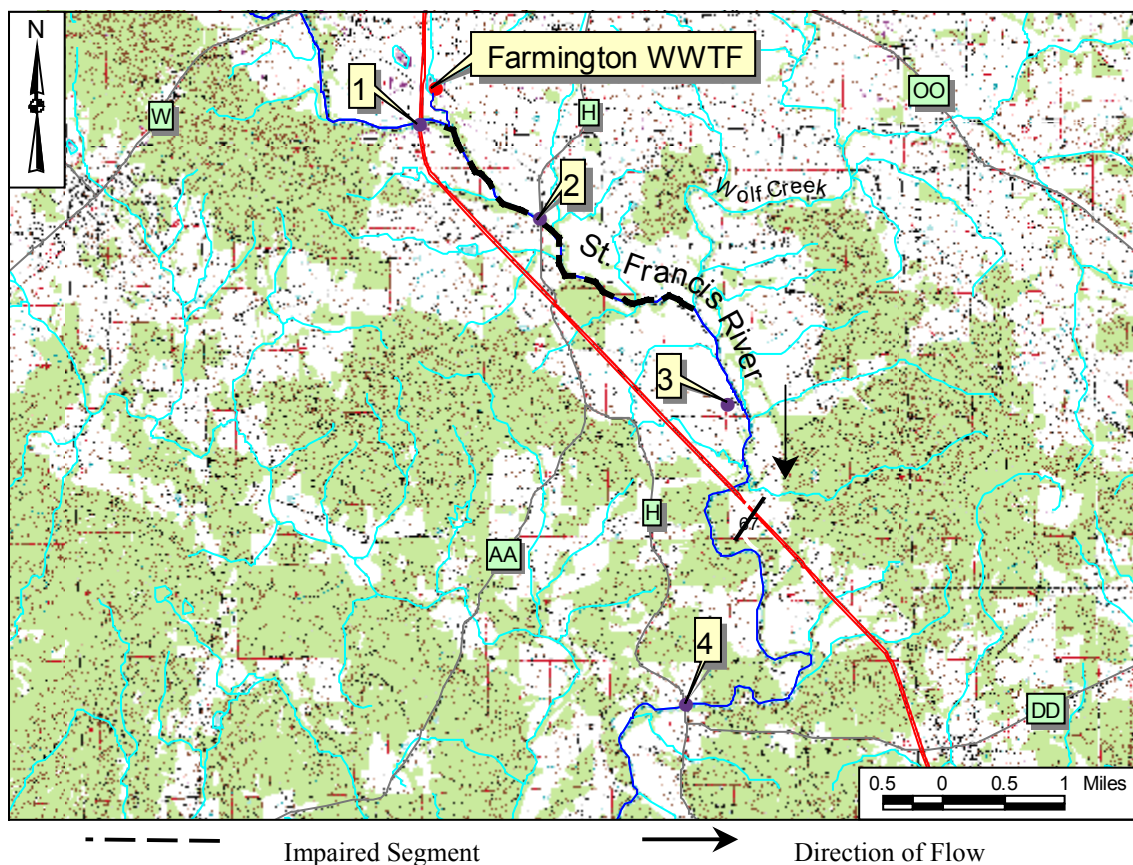 N
Farmington WWTF
1
W
H
OO
2
Wolf Creek
St. Francis River
3
H
67
AA
4
DD
0.5 0 0.5 1 Miles
Impaired Segment Direction of Flow